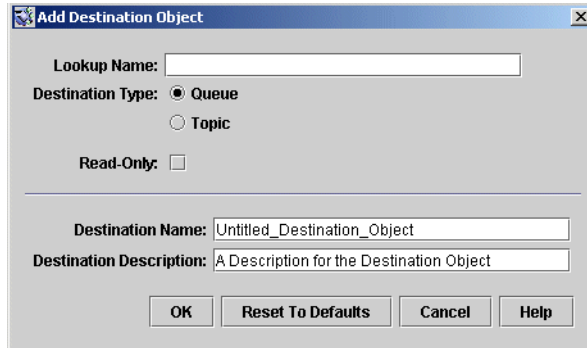 Add Destination Object
Lookup Name:
Destination Type: Queue
Topic
Read-Only:
Destination Name: Untitled_Destination_Object
Destination Description: A Description for the Destination Object
OK Reset To Defaults Cancel Help